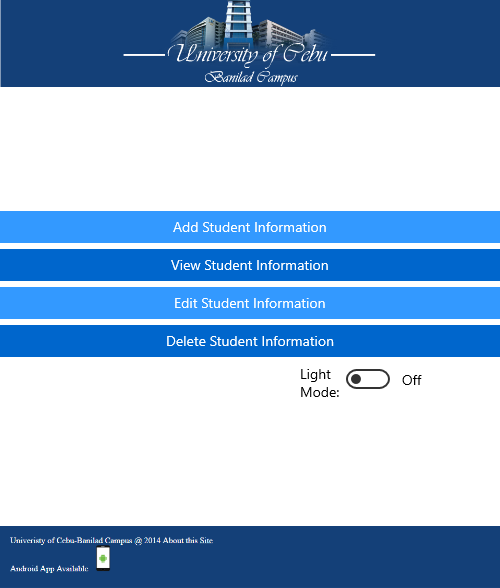 University of Cebu
Banilad Campus
Add Student Information
View Student Information
Edit Student Information
Delete Student Information
Light
Mode:
Off
Univeristy of Cebu-Banilad Campus @ 2014 About this Site
Android App Available